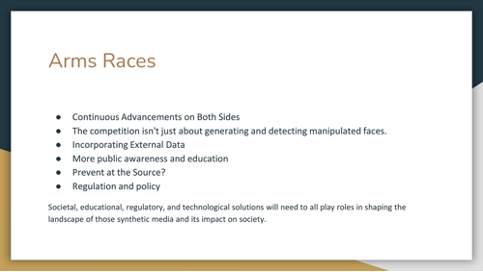 Arms Races
● Continuous Advancements on Both Sides
● The competition isn't just about generating and detecting manipulated faces.
● Incorporating External Data
● More public awareness and education
● Prevent at the Source?
● Regulation and policy
Societal, educational, regulatory, and technological solutions will need to all play roles in shaping the
landscape of those synthetic media and its impact on society.